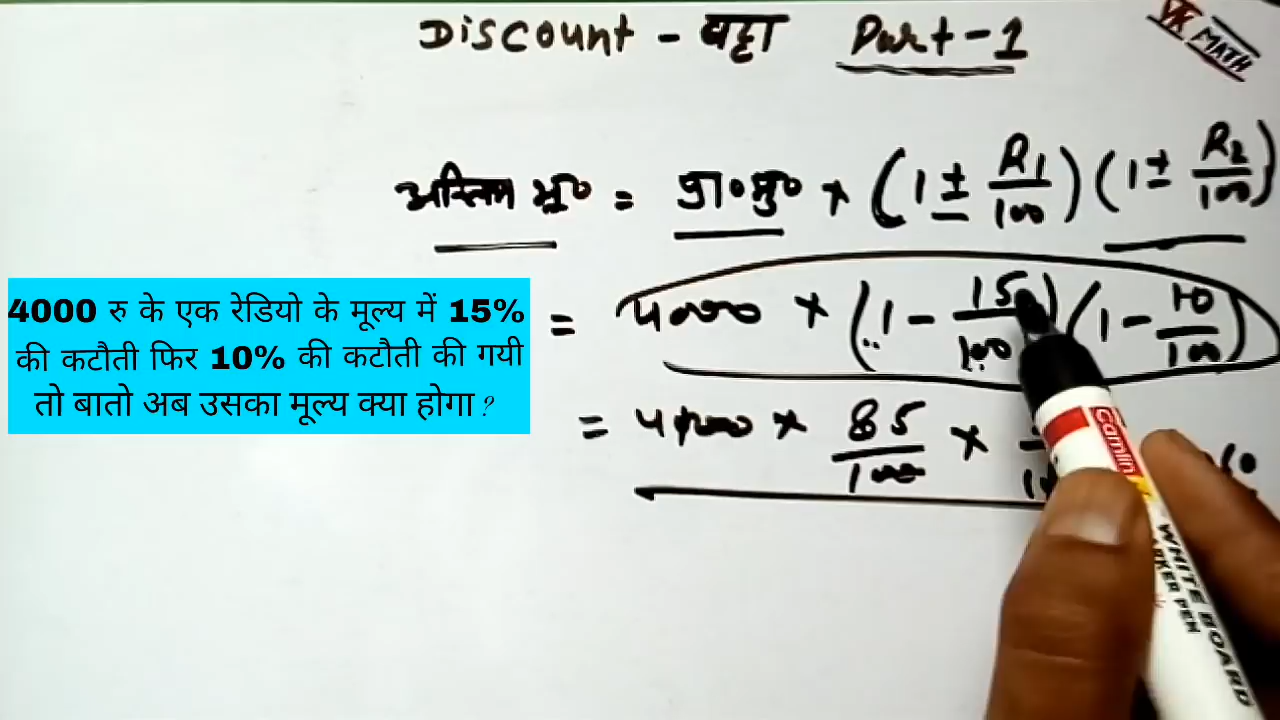 Discount - बट्टा Part-1
VK MATH
अन्तिम मू० = प्रा०मु० × (1 ± R1/100) (1 ± R2/100)
= 4000 × (1 - 15/100) (1 - 10/100)
4000 रु के एक रेडियो के मूल्य में 15%
की कटौती फिर 10% की कटौती की गयी
तो बातो अब उसका मूल्य क्या होगा ?
= 4000 × 85/100 ×
Camlin
WHITE BOARD
MARKER PEN